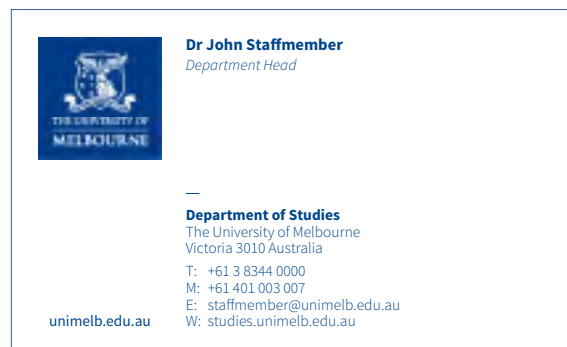 THE UNIVERSITY OF
MELBOURNE
Dr John Staffmember
Department Head
—
Department of Studies
The University of Melbourne
Victoria 3010 Australia
T: +61 3 8344 0000
M: +61 401 003 007
E: staffmember@unimelb.edu.au
W: studies.unimelb.edu.au
unimelb.edu.au